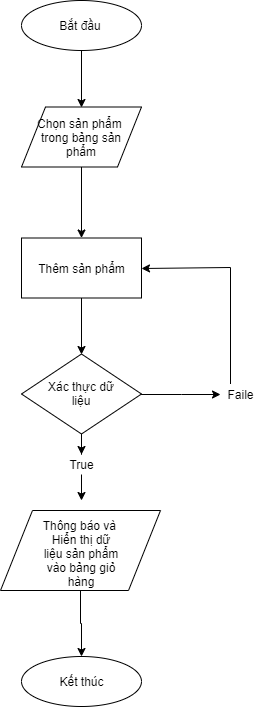 Bắt đầu
Chọn sản phẩm
trong bảng sản
phẩm
Thêm sản phẩm
Xác thực dữ
liệu
Faile
True
Thông báo và
Hiển thị dữ
liệu sản phẩm
vào bảng giỏ
hàng
Kết thúc